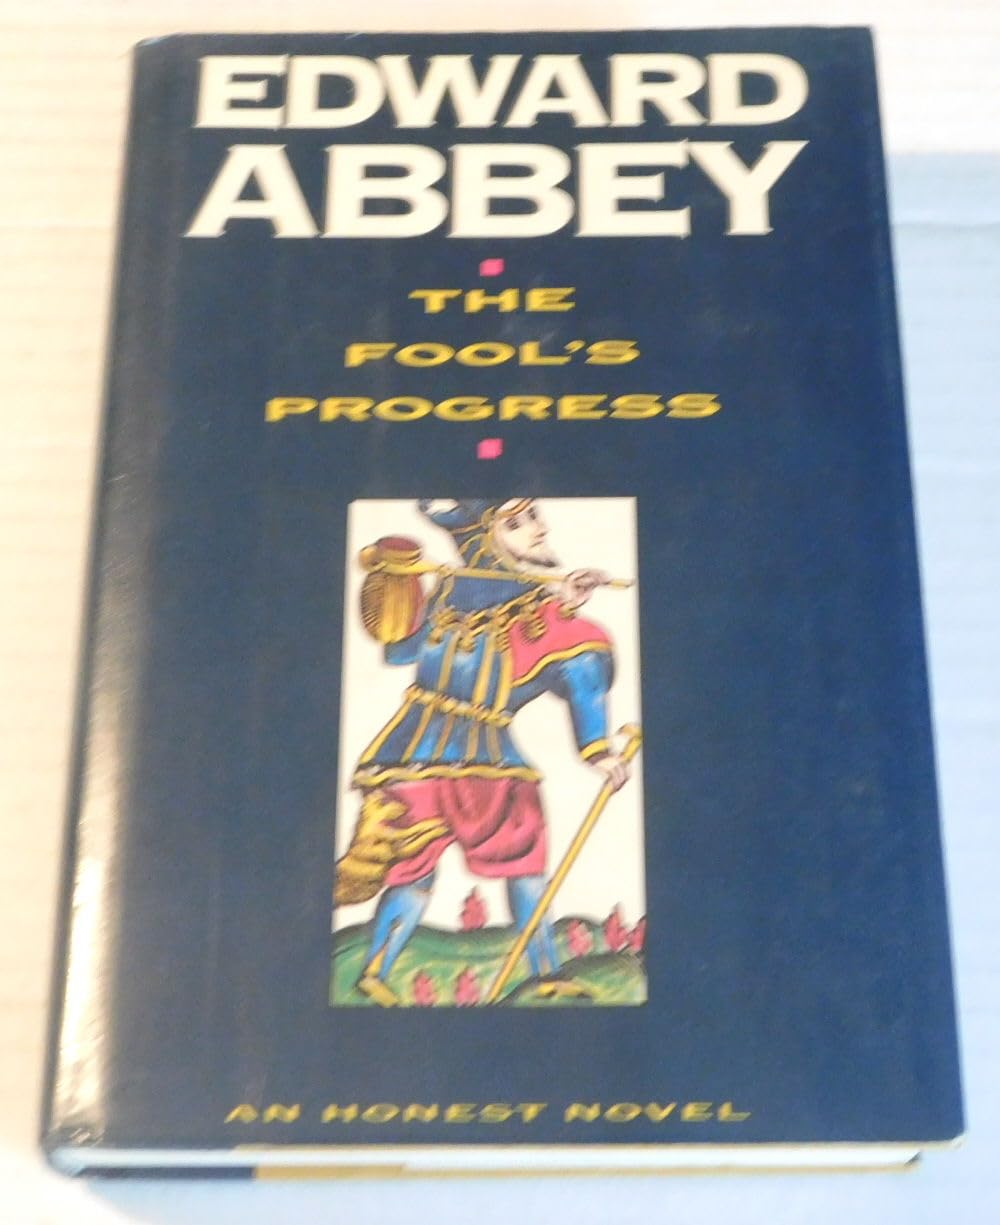 EDWARD
ABBEY
THE
FOOL'S
PROGRESS
AN HONEST NOVEL